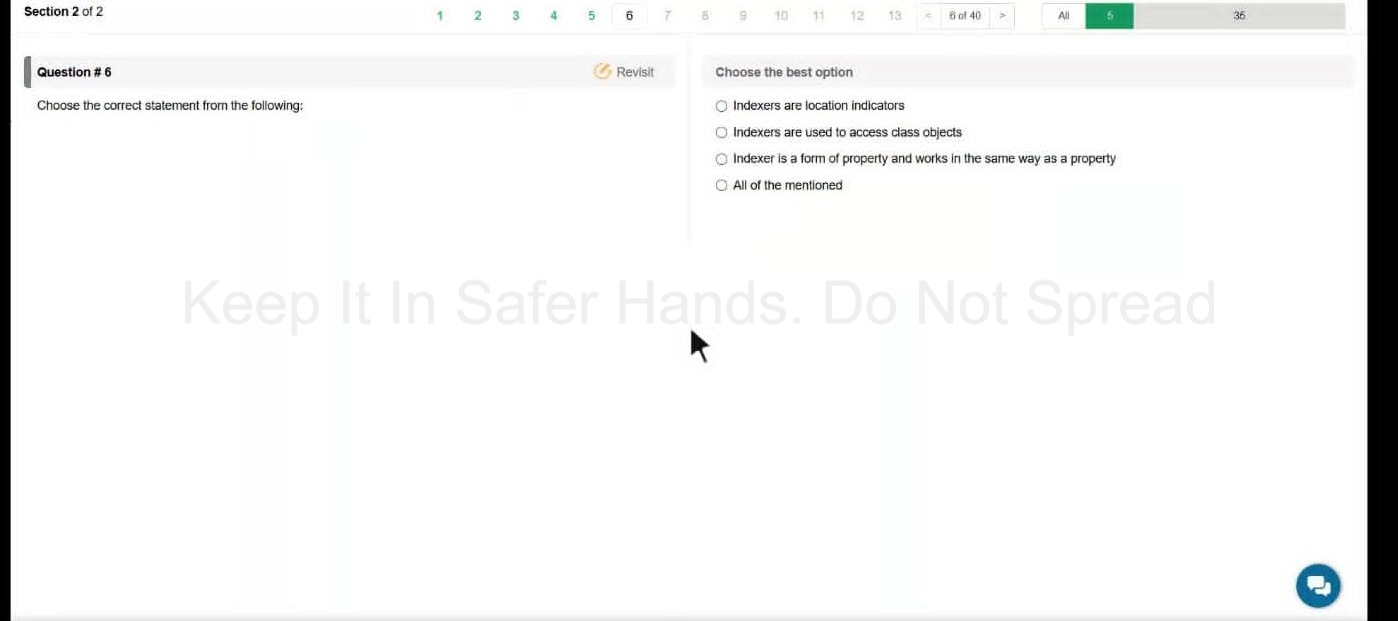 Section 2 of 2
1 2 3 4 5 6 7 8 9 10 11 12 13 < 6 of 40 > All 5 35
Question # 6
Revisit
Choose the correct statement from the following:
Choose the best option
Indexers are location indicators
Indexers are used to access class objects
Indexer is a form of property and works in the same way as a property
All of the mentioned
Keep It In Safer Hands. Do Not Spread